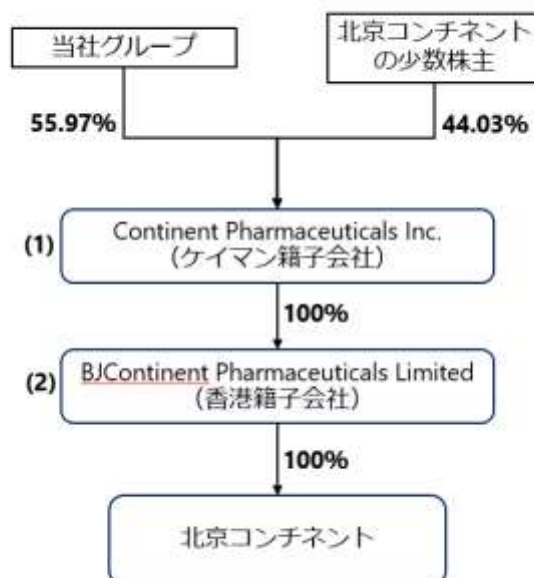 当社グループ
北京コンチネント
の少数株主
55.97%
44.03%
(1)
Continent Pharmaceuticals Inc.
（ケイマン籍子会社）
100%
(2)
BJContinent Pharmaceuticals Limited
（香港籍子会社）
100%
北京コンチネント